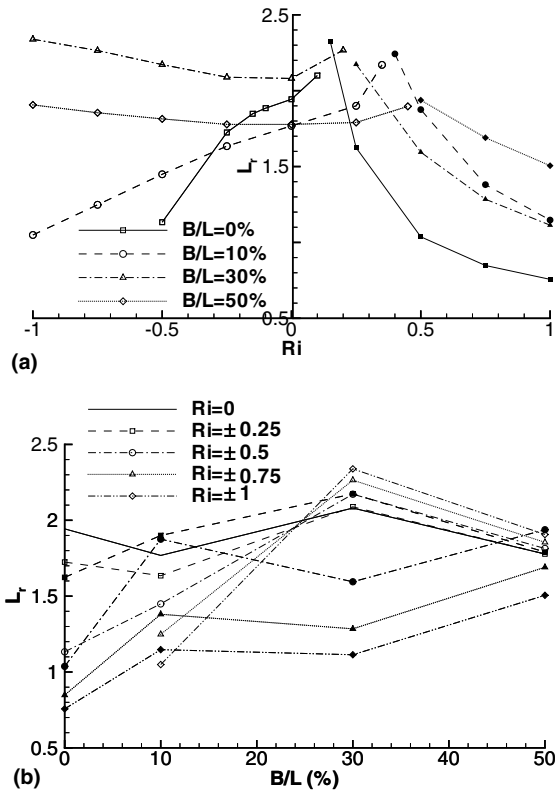 2.5
1.5
0.5
L_r
B/L=0%
B/L=10%
B/L=30%
B/L=50%
-1 -0.5 0 0.5 1
Ri
(a)
Ri=0
Ri=±0.25
Ri=±0.5
Ri=±0.75
Ri=±1
2.5
2
1.5
1
0.5
L_r
0 10 20 30 40 50
B/L (%)
(b)